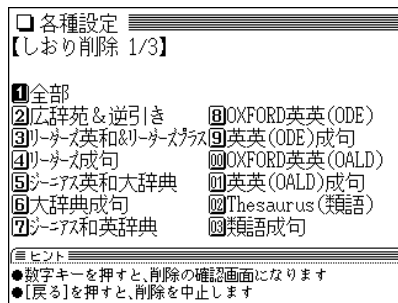 □各種設定
【しおり削除 1/3】
1全部
2広辞苑&逆引き
3リーダーズ英和&リーダーズプラス
4リーダーズ成句
5ジーニアス英和大辞典
6大辞典成句
7ジーニアス和英辞典
8OXFORD英英(ODE)
9英英(ODE)成句
00OXFORD英英(OALD)
01英英(OALD)成句
02Thesaurus(類語)
03類語成句
ヒント
●数字キーを押すと、削除の確認画面になります
●[戻る]を押すと、削除を中止します